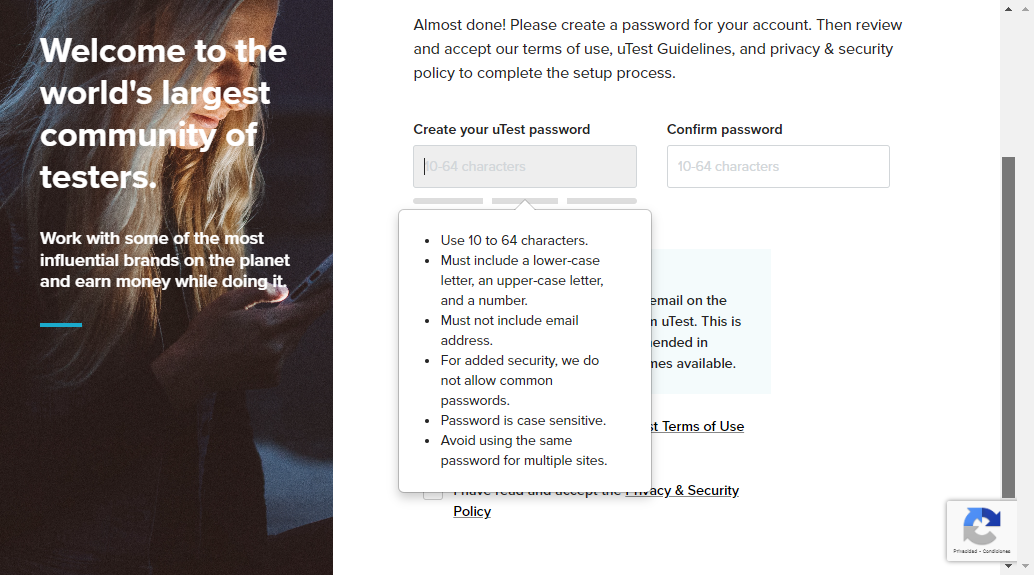 Welcome to the
world's largest
community of
testers.
Work with some of the most
influential brands on the planet
and earn money while doing it.
Almost done! Please create a password for your account. Then review
and accept our terms of use, uTest Guidelines, and privacy & security
policy to complete the setup process.
Create your uTest password
Confirm password
10-64 characters
10-64 characters
• Use 10 to 64 characters.
• Must include a lower-case
letter, an upper-case letter,
and a number.
• Must not include email
address.
• For added security, we do
not allow common
passwords.
• Password is case sensitive.
• Avoid using the same
password for multiple sites.
email on the
uTest. This is
available.
Terms of Use
I have read and accept the Privacy & Security
Policy
Privacidad - Condiciones